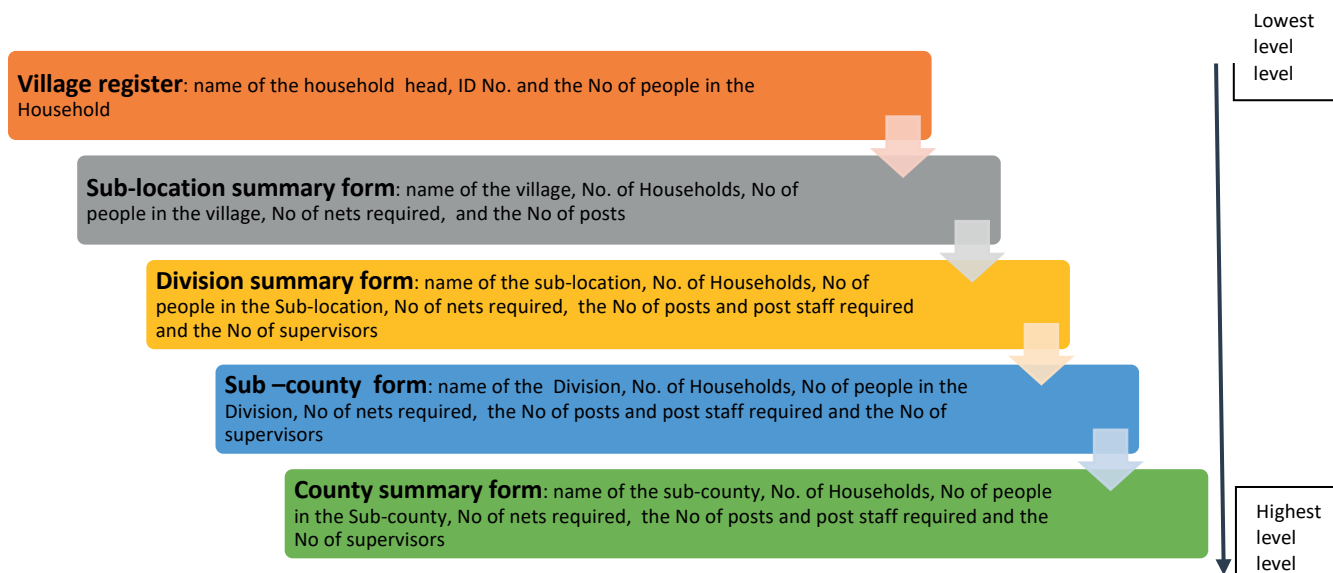 Lowest
level
level
Village register: name of the household head, ID No. and the No of people in the
Household
Sub-location summary form: name of the village, No. of Households, No of
people in the village, No of nets required, and the No of posts
Division summary form: name of the sub-location, No. of Households, No of
people in the Sub-location, No of nets required, the No of posts and post staff required
and the No of supervisors
Sub –county form: name of the Division, No. of Households, No of people in the
Division, No of nets required, the No of posts and post staff required and the No of
supervisors
County summary form: name of the sub-county, No. of Households, No of people
in the Sub-county, No of nets required, the No of posts and post staff required and the
No of supervisors
Highest
level
level